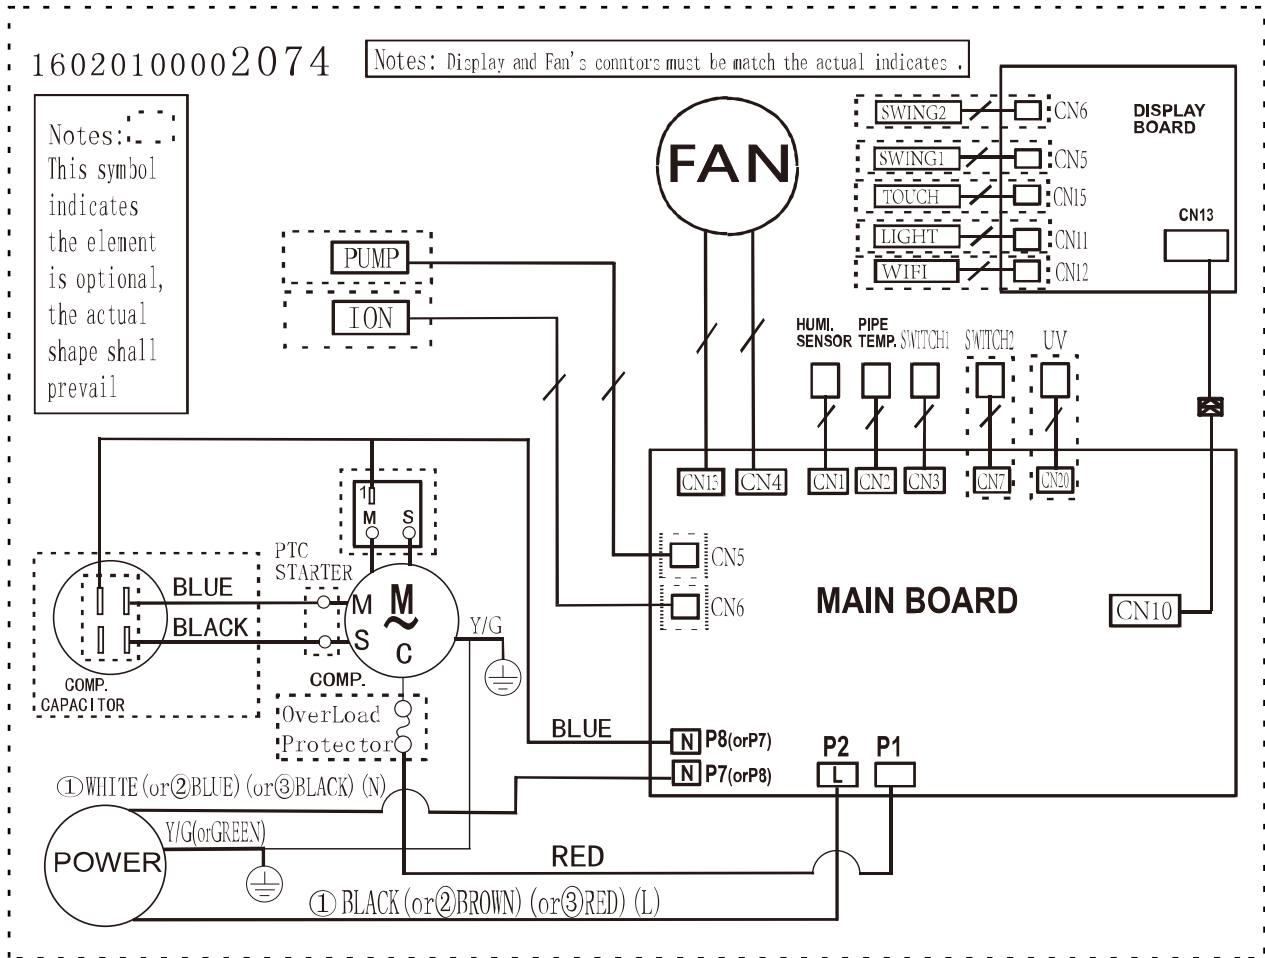 16020100002074
Notes: Display and Fan's conntors must be match the actual indicates .
Notes:
This symbol
indicates
the element
is optional,
the actual
shape shall
prevail
FAN
SWING2
CN6
SWING1
CN5
TOUCH
CN15
LIGHT
CN11
WIFI
CN12
DISPLAY
BOARD
CN13
PUMP
ION
HUMI.
SENSOR
PIPE
TEMP.
SWITCH1
SWITCH2
UV
CN13
CN4
CN1
CN2
CN3
CN7
CN20
1
M
S
PTC
STARTER
CN5
CN6
MAIN BOARD
CN10
BLUE
BLACK
M
S
M
~
C
Y/G
COMP.
COMP.
CAPACITOR
OverLoad
Protector
BLUE
N
P8(orP7)
N
P7(orP8)
P2
L
P1
①WHITE(or②BLUE)(or③BLACK)(N)
Y/G(orGREEN)
POWER
RED
①BLACK(or②BROWN)(or③RED)(L)